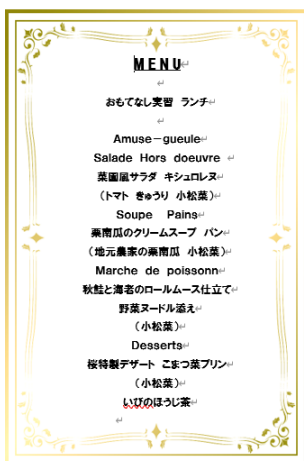 MENU
おもてなし実習 ランチ
Amuse－gueule
Salade Hors doeuvre
菜園風サラダ キシュロレヌ
（トマト きゅうり 小松菜）
Soupe Pains
栗南瓜のクリームスープ パン
（地元農家の栗南瓜 小松菜）
Marche de poissonn
秋鮭と海老のロールムース仕立て
野菜ヌードル添え
（小松菜）
Desserts
桜特製デザート こまつ菜プリン
（小松菜）
いびのほうじ茶